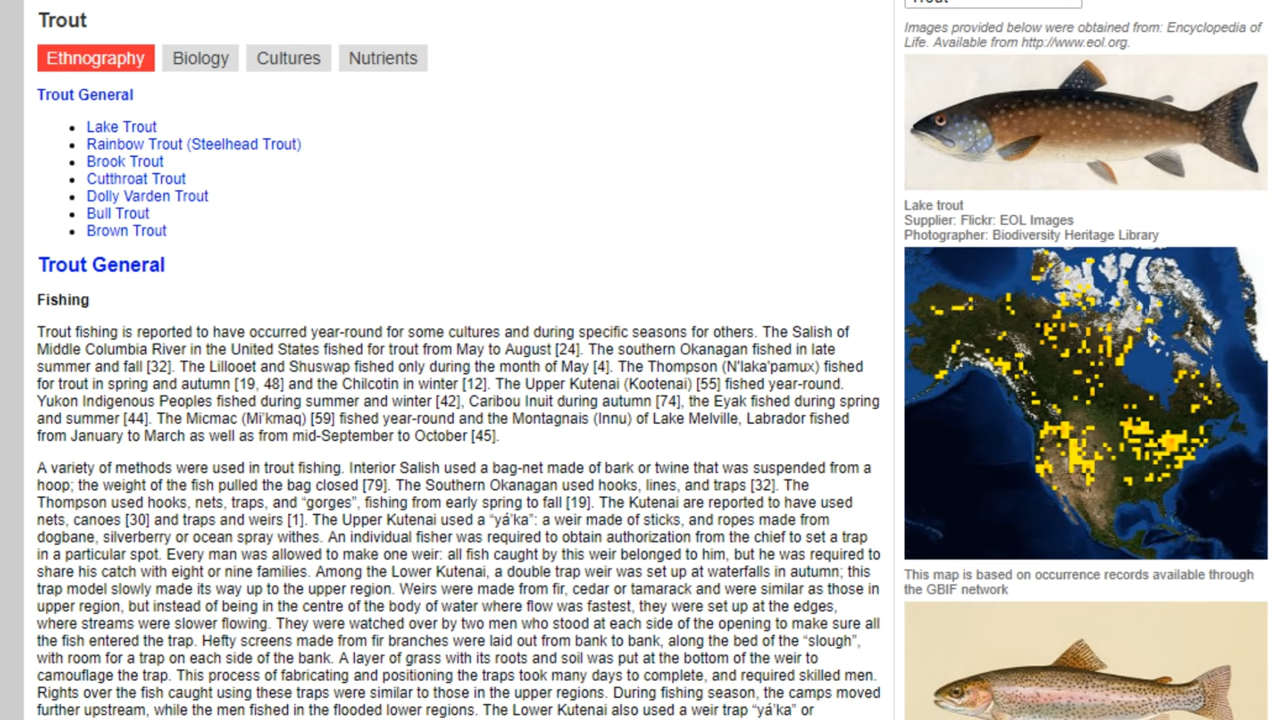 Trout
Ethnography
Biology
Cultures
Nutrients
Trout General
Lake Trout
Rainbow Trout (Steelhead Trout)
Brook Trout
Cutthroat Trout
Dolly Varden Trout
Bull Trout
Brown Trout
Trout General
Fishing
Trout fishing is reported to have occurred year-round for some cultures and during specific seasons for others. The Salish of
Middle Columbia River in the United States fished for trout from May to August [24]. The southern Okanagan fished in late
summer and fall [32]. The Lillooet and Shuswap fished only during the month of May [4]. The Thompson (N'laka'pamux) fished
for trout in spring and autumn [19, 48] and the Chilcotin in winter [12]. The Upper Kutenai (Kootenai) [55] fished year-round.
Yukon Indigenous Peoples fished during summer and winter [42], Caribou Inuit during autumn [74], the Eyak fished during spring
and summer [44]. The Micmac (Mi'kmaq) [59] fished year-round and the Montagnais (Innu) of Lake Melville, Labrador fished
from January to March as well as from mid-September to October [45].
A variety of methods were used in trout fishing. Interior Salish used a bag-net made of bark or twine that was suspended from a
hoop; the weight of the fish pulled the bag closed [79]. The Southern Okanagan used hooks, lines, and traps [32]. The
Thompson used hooks, nets, traps, and “gorges”, fishing from early spring to fall [19]. The Kutenai are reported to have used
nets, canoes [30] and traps and weirs [1]. The Upper Kutenai used a “yá'ka”: a weir made of sticks, and ropes made from
dogbane, silverberry or ocean spray withes. An individual fisher was required to obtain authorization from the chief to set a trap
in a particular spot. Every man was allowed to make one weir: all fish caught by this weir belonged to him, but he was required to
share his catch with eight or nine families. Among the Lower Kutenai, a double trap weir was set up at waterfalls in autumn; this
trap model slowly made its way up to the upper region. Weirs were made from fir, cedar or tamarack and were similar as those in
upper region, but instead of being in the centre of the body of water where flow was fastest, they were set up at the edges,
where streams were slower flowing. They were watched over by two men who stood at each side of the opening to make sure all
the fish entered the trap. Hefty screens made from fir branches were laid out from bank to bank, along the bed of the “slough”,
with room for a trap on each side of the bank. A layer of grass with its roots and soil was put at the bottom of the weir to
camouflage the trap. This process of fabricating and positioning the traps took many days to complete, and required skilled men.
Rights over the fish caught using these traps were similar to those in the upper regions. During fishing season, the camps moved
further upstream, while the men fished in the flooded lower regions. The Lower Kutenai also used a weir trap “yá'ka” or
Images provided below were obtained from: Encyclopedia of
Life. Available from http://www.eol.org.
Lake trout
Supplier: Flickr: EOL Images
Photographer: Biodiversity Heritage Library
This map is based on occurrence records available through
the GBIF network